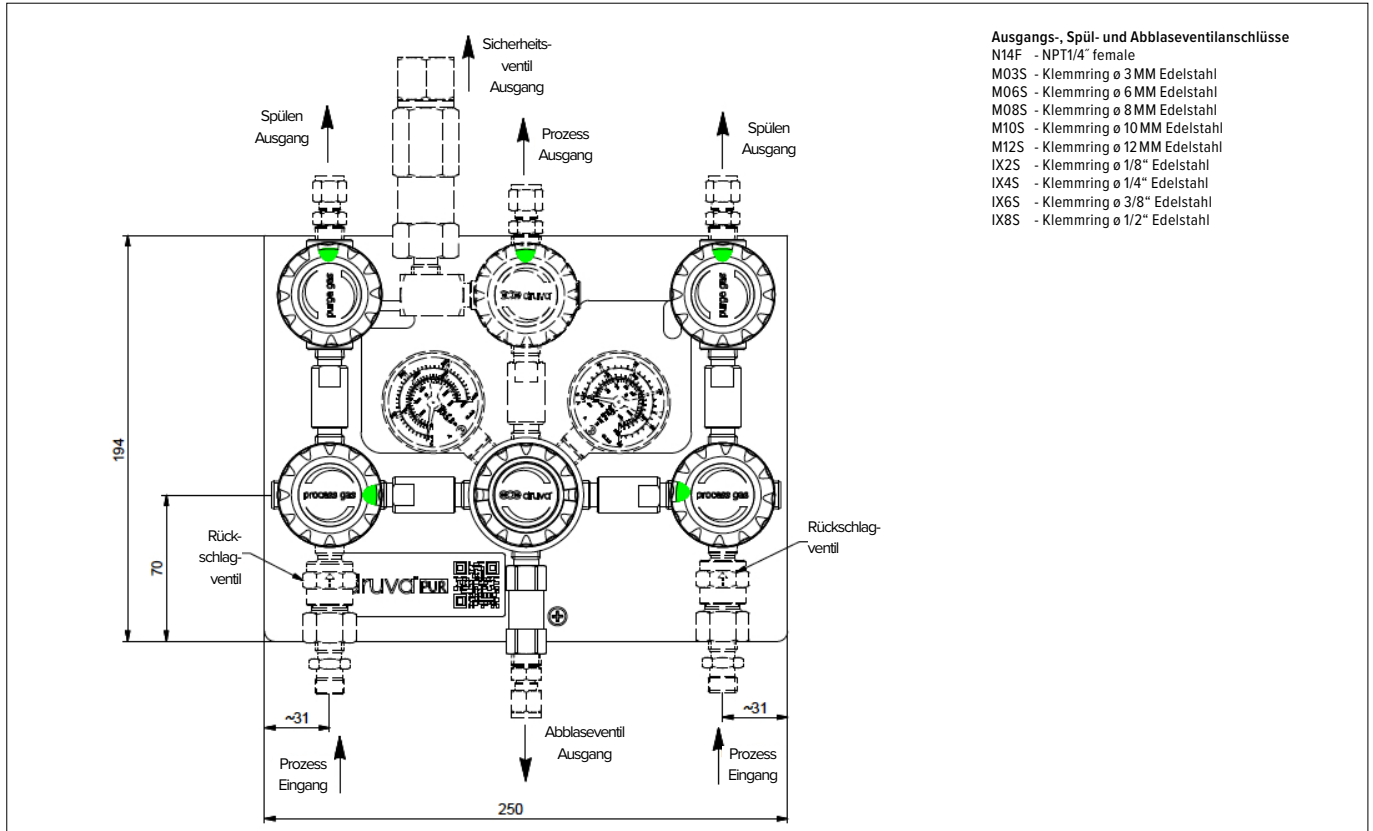 Sicherheits-
ventil
Ausgang
Spülen
Ausgang
Prozess
Ausgang
Spülen
Ausgang
purge gas
druva
purge gas
194
process gas
druva
process gas
Rück-
schlag-
ventil
Rückschlag-
ventil
70
druva PUR
~31
~31
Prozess
Eingang
Abblaseventil
Ausgang
Prozess
Eingang
250
Ausgangs-, Spül- und Abblaseventilanschlüsse
N14F - NPT1/4˝ female
M03S - Klemmring ø 3 MM Edelstahl
M06S - Klemmring ø 6 MM Edelstahl
M08S - Klemmring ø 8 MM Edelstahl
M10S - Klemmring ø 10 MM Edelstahl
M12S - Klemmring ø 12 MM Edelstahl
IX2S - Klemmring ø 1/8“ Edelstahl
IX4S - Klemmring ø 1/4“ Edelstahl
IX6S - Klemmring ø 3/8“ Edelstahl
IX8S - Klemmring ø 1/2“ Edelstahl